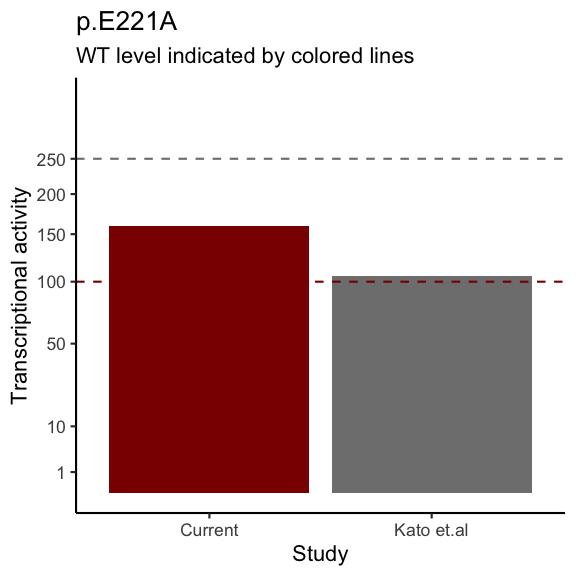 p.E221A
WT level indicated by colored lines
Transcriptional activity
250
200
150
100
50
10
1
Current
Kato et.al
Study